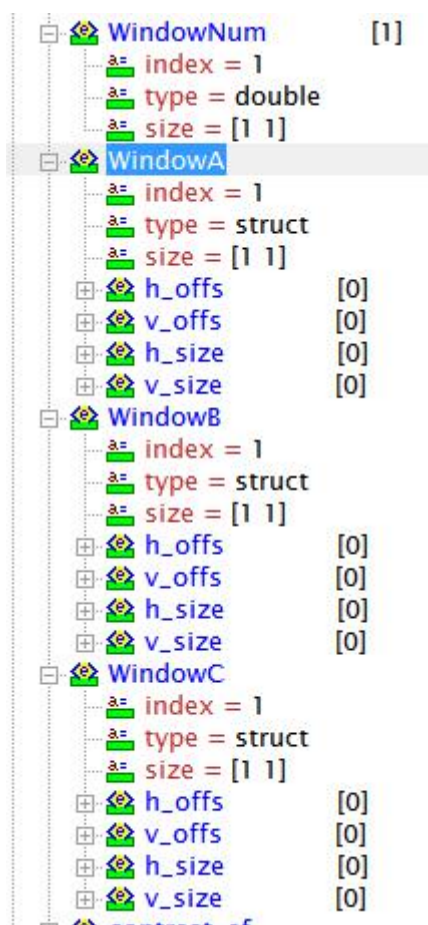 WindowNum [1]
index = 1
type = double
size = [1 1]
WindowA
index = 1
type = struct
size = [1 1]
h_offs [0]
v_offs [0]
h_size [0]
v_size [0]
WindowB
index = 1
type = struct
size = [1 1]
h_offs [0]
v_offs [0]
h_size [0]
v_size [0]
WindowC
index = 1
type = struct
size = [1 1]
h_offs [0]
v_offs [0]
h_size [0]
v_size [0]